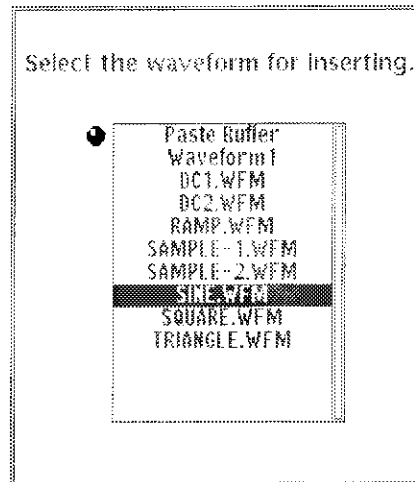 Select the waveform for inserting.
Paste Buffer
Waveform1
DC1.WFM
DC2.WFM
RAMP.WFM
SAMPLE-1.WFM
SAMPLE-2.WFM
SINE.WFM
SQUARE.WFM
TRIANGLE.WFM